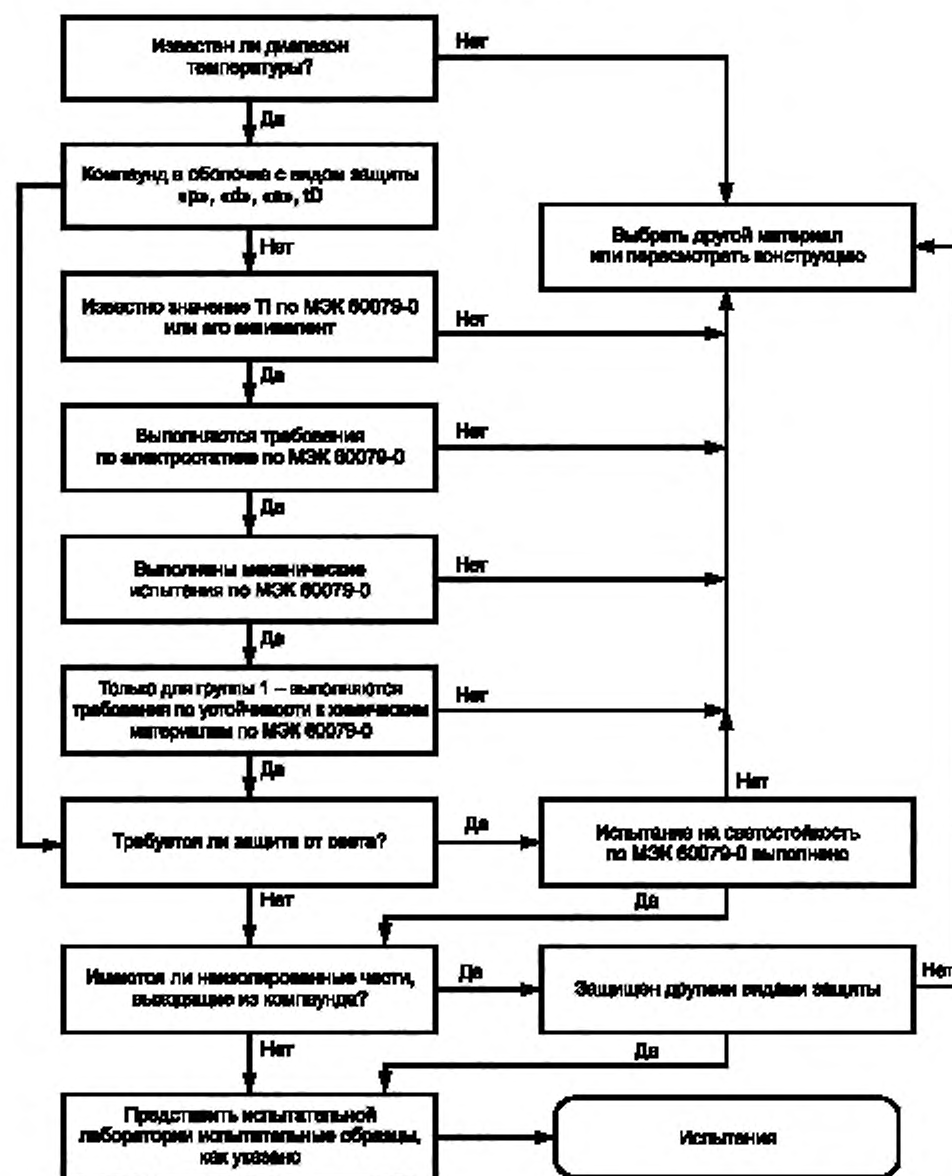 Известен ли диапазон
температуры?
Нет
Да
Компаунд в оболочке с видом защиты
«p», «d», «e», tD
Нет
Выбрать другой материал
или пересмотреть конструкцию
Известно значение TI по МЭК 60079-0
или его эквивалент
Нет
Да
Выполняются требования
по электростатике по МЭК 60079-0
Нет
Да
Выполнены механические
испытания по МЭК 60079-0
Нет
Да
Только для группы 1 – выполняются
требования по устойчивости к химическим
материалам по МЭК 60079-0
Нет
Да
Нет
Требуется ли защита от света?
Да
Испытание на светостойкость
по МЭК 60079-0 выполнено
Нет
Да
Имеются ли неизолированные части,
выходящие из компаунда?
Да
Защищен другими видами защиты
Нет
Нет
Да
Представить испытательной
лаборатории испытательные образцы,
как указано
Испытания